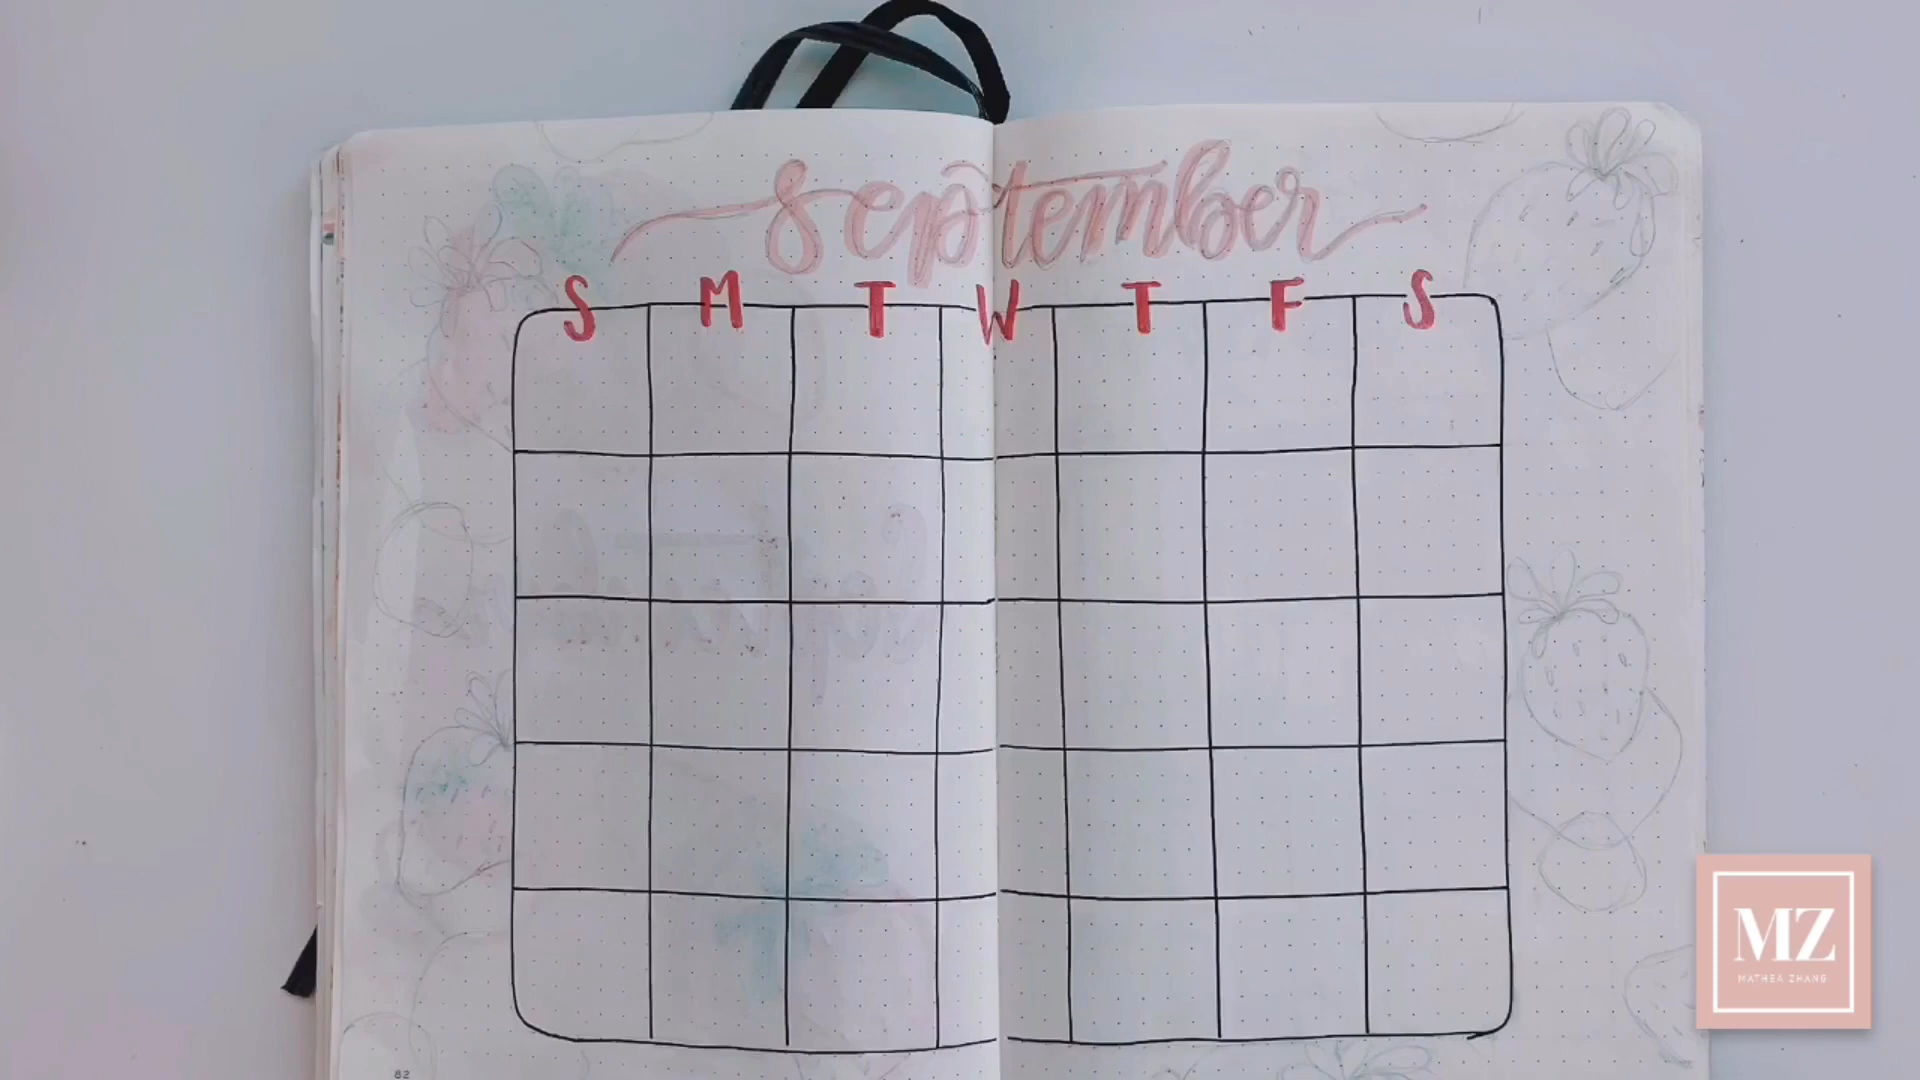 september
S M T W T F S
82
MZ
MATHEA ZHANG